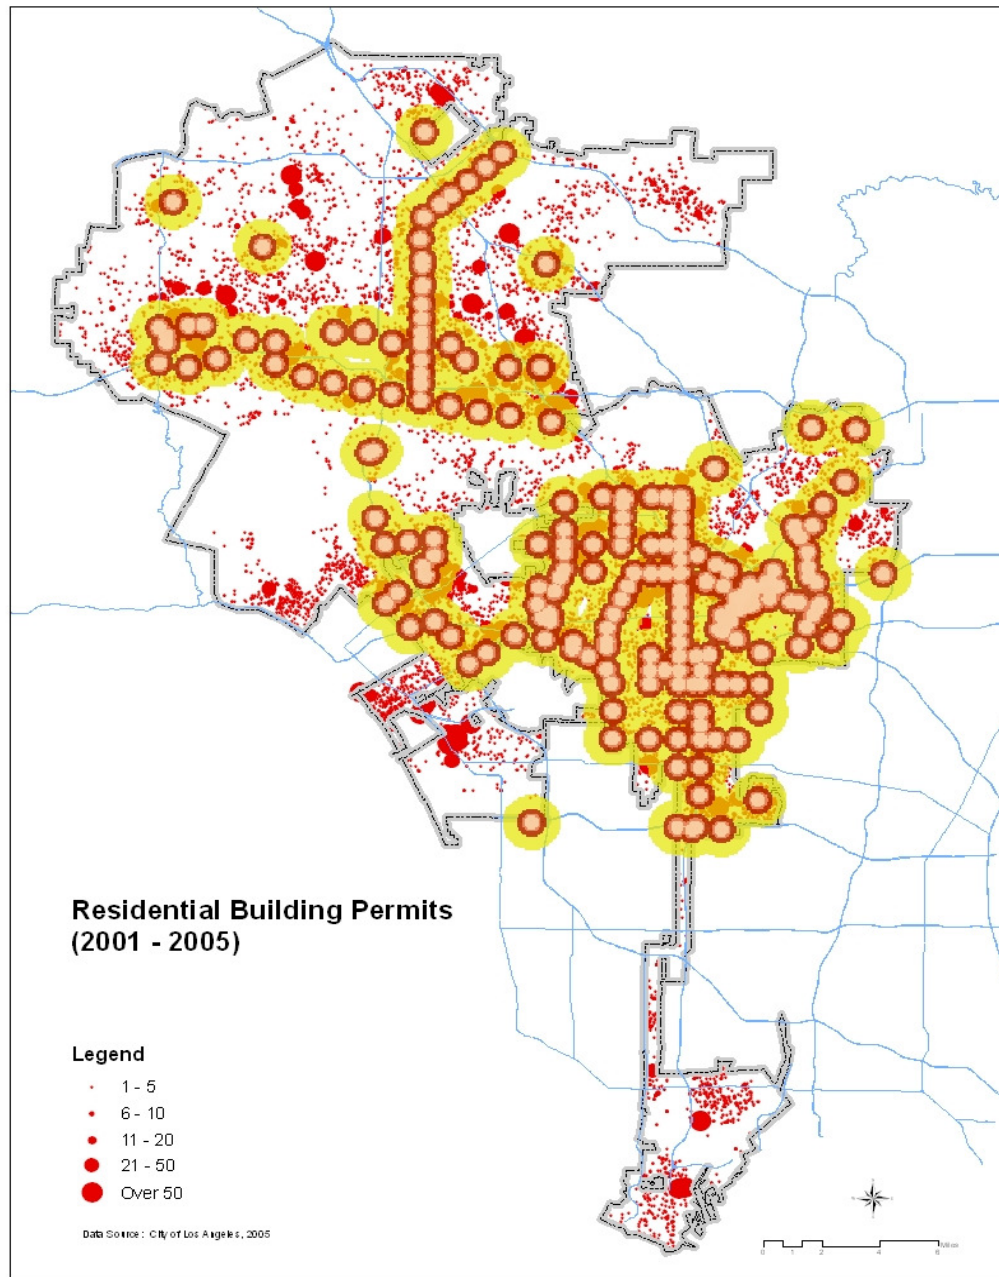 Residential Building Permits
(2001 - 2005)
Legend
1 - 5
6 - 10
11 - 20
21 - 50
Over 50
Data Source: City of Los Angeles, 2005
0 1 2 4 6 Miles